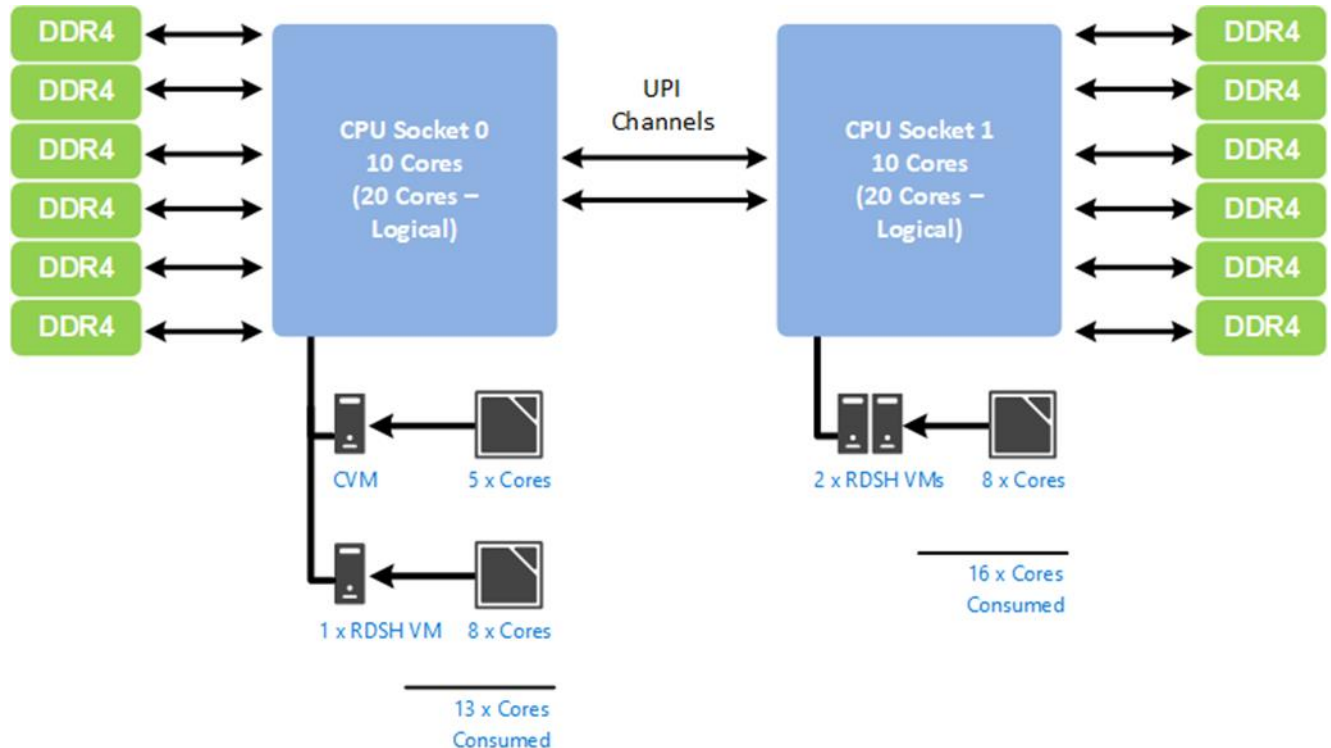 DDR4
DDR4
DDR4
DDR4
DDR4
DDR4
CPU Socket 0
10 Cores
(20 Cores –
Logical)
UPI
Channels
CPU Socket 1
10 Cores
(20 Cores –
Logical)
DDR4
DDR4
DDR4
DDR4
DDR4
DDR4
CVM
5 x Cores
1 x RDSH VM
8 x Cores
13 x Cores
Consumed
2 x RDSH VMs
8 x Cores
16 x Cores
Consumed